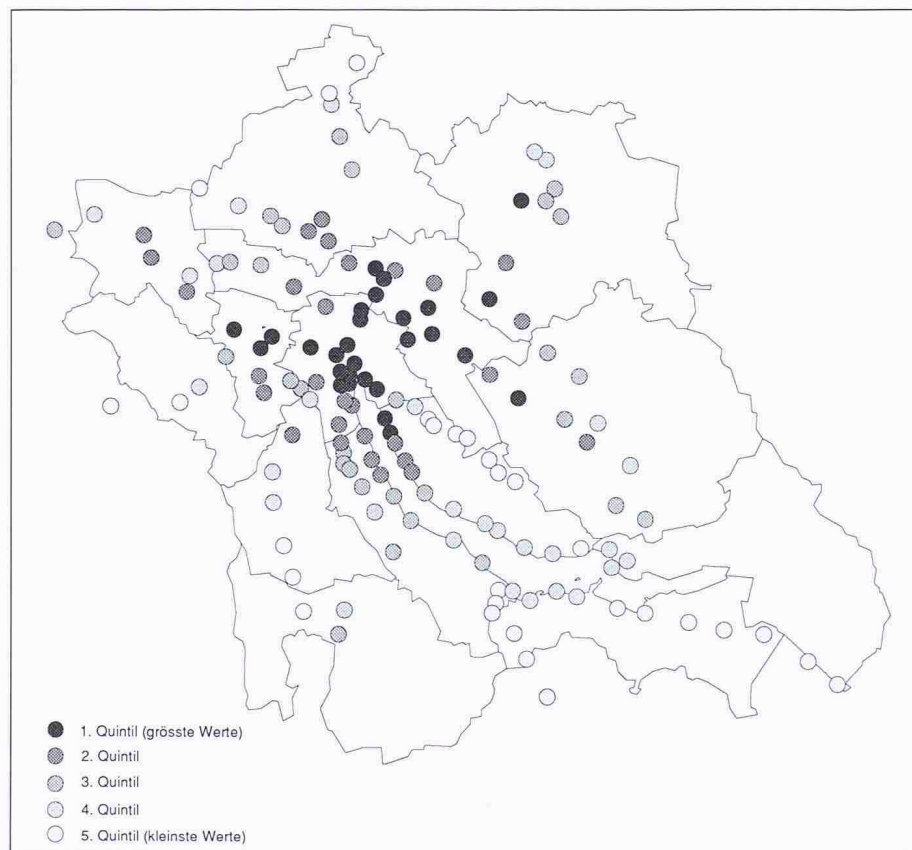 1. Quintil (grösste Werte)
2. Quintil
3. Quintil
4. Quintil
5. Quintil (kleinste Werte)